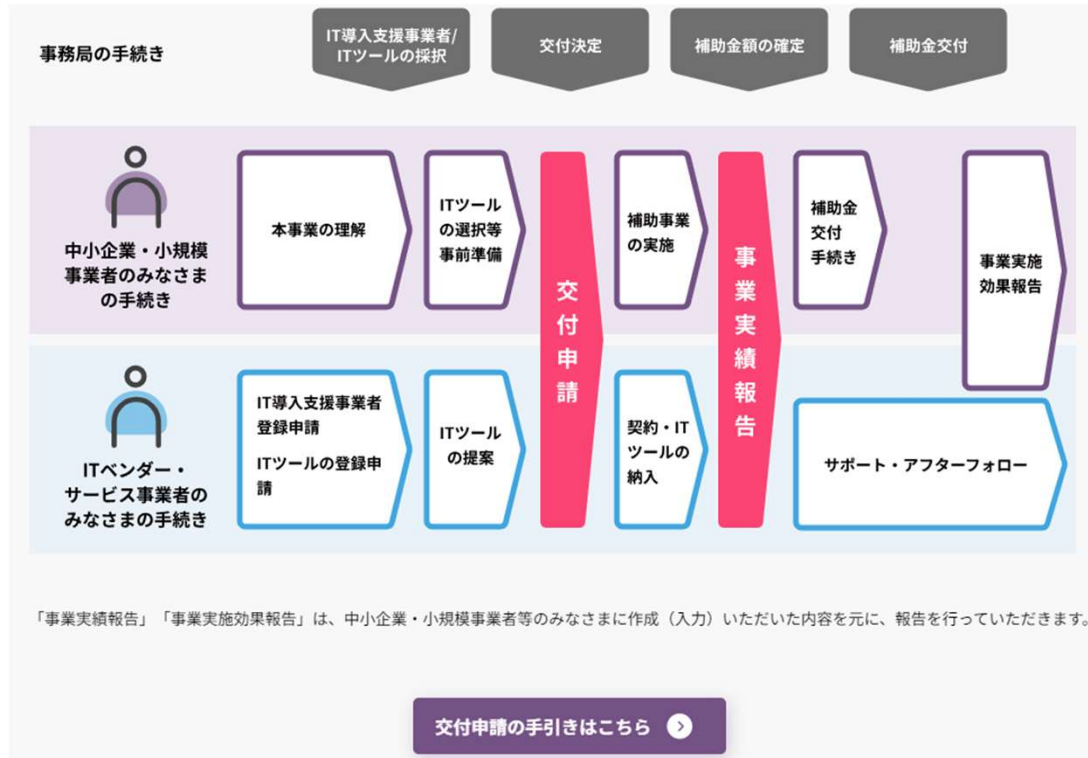 事務局の手続き
IT導入支援事業者/
ITツールの採択
交付決定
補助金額の確定
補助金交付
中小企業・小規模
事業者のみなさま
の手続き
本事業の理解
ITツール
の選択等
事前準備
交付申請
補助事業
の実施
事業実績報告
補助金
交付
手続き
事業実施
効果報告
ITベンダー・
サービス事業者の
みなさまの手続き
IT導入支援事業者
登録申請
ITツールの登録申
請
ITツール
の提案
契約・IT
ツールの
納入
サポート・アフターフォロー
「事業実績報告」「事業実施効果報告」は、中小企業・小規模事業者等のみなさまに作成（入力）いただいた内容を元に、報告を行っていただきます。
交付申請の手引きはこちら